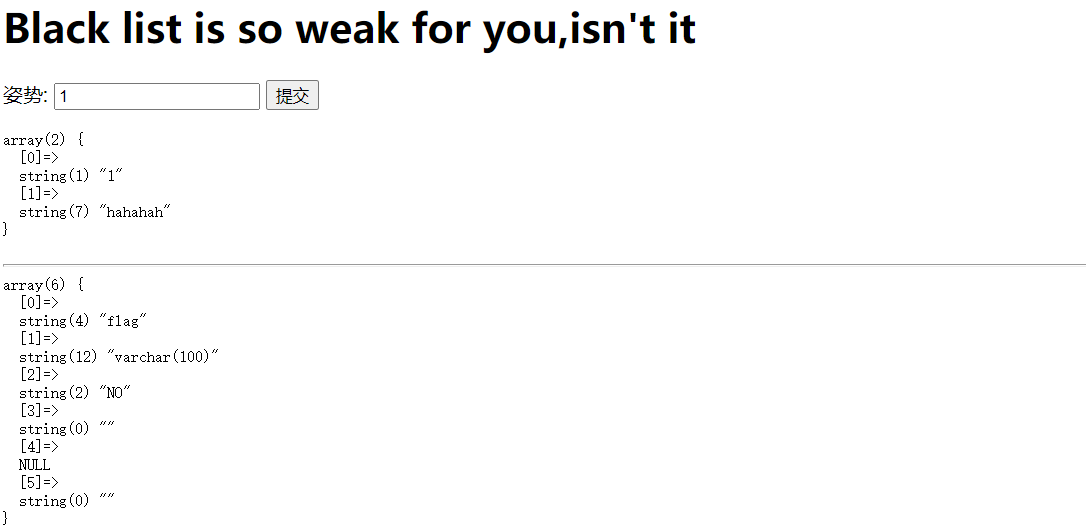 Black list is so weak for you,isn't it
姿势: 1 提交
array(2) {
  [0]=>
  string(1) "1"
  [1]=>
  string(7) "hahahah"
}
array(6) {
  [0]=>
  string(4) "flag"
  [1]=>
  string(12) "varchar(100)"
  [2]=>
  string(2) "NO"
  [3]=>
  string(0) ""
  [4]=>
  NULL
  [5]=>
  string(0) ""
}